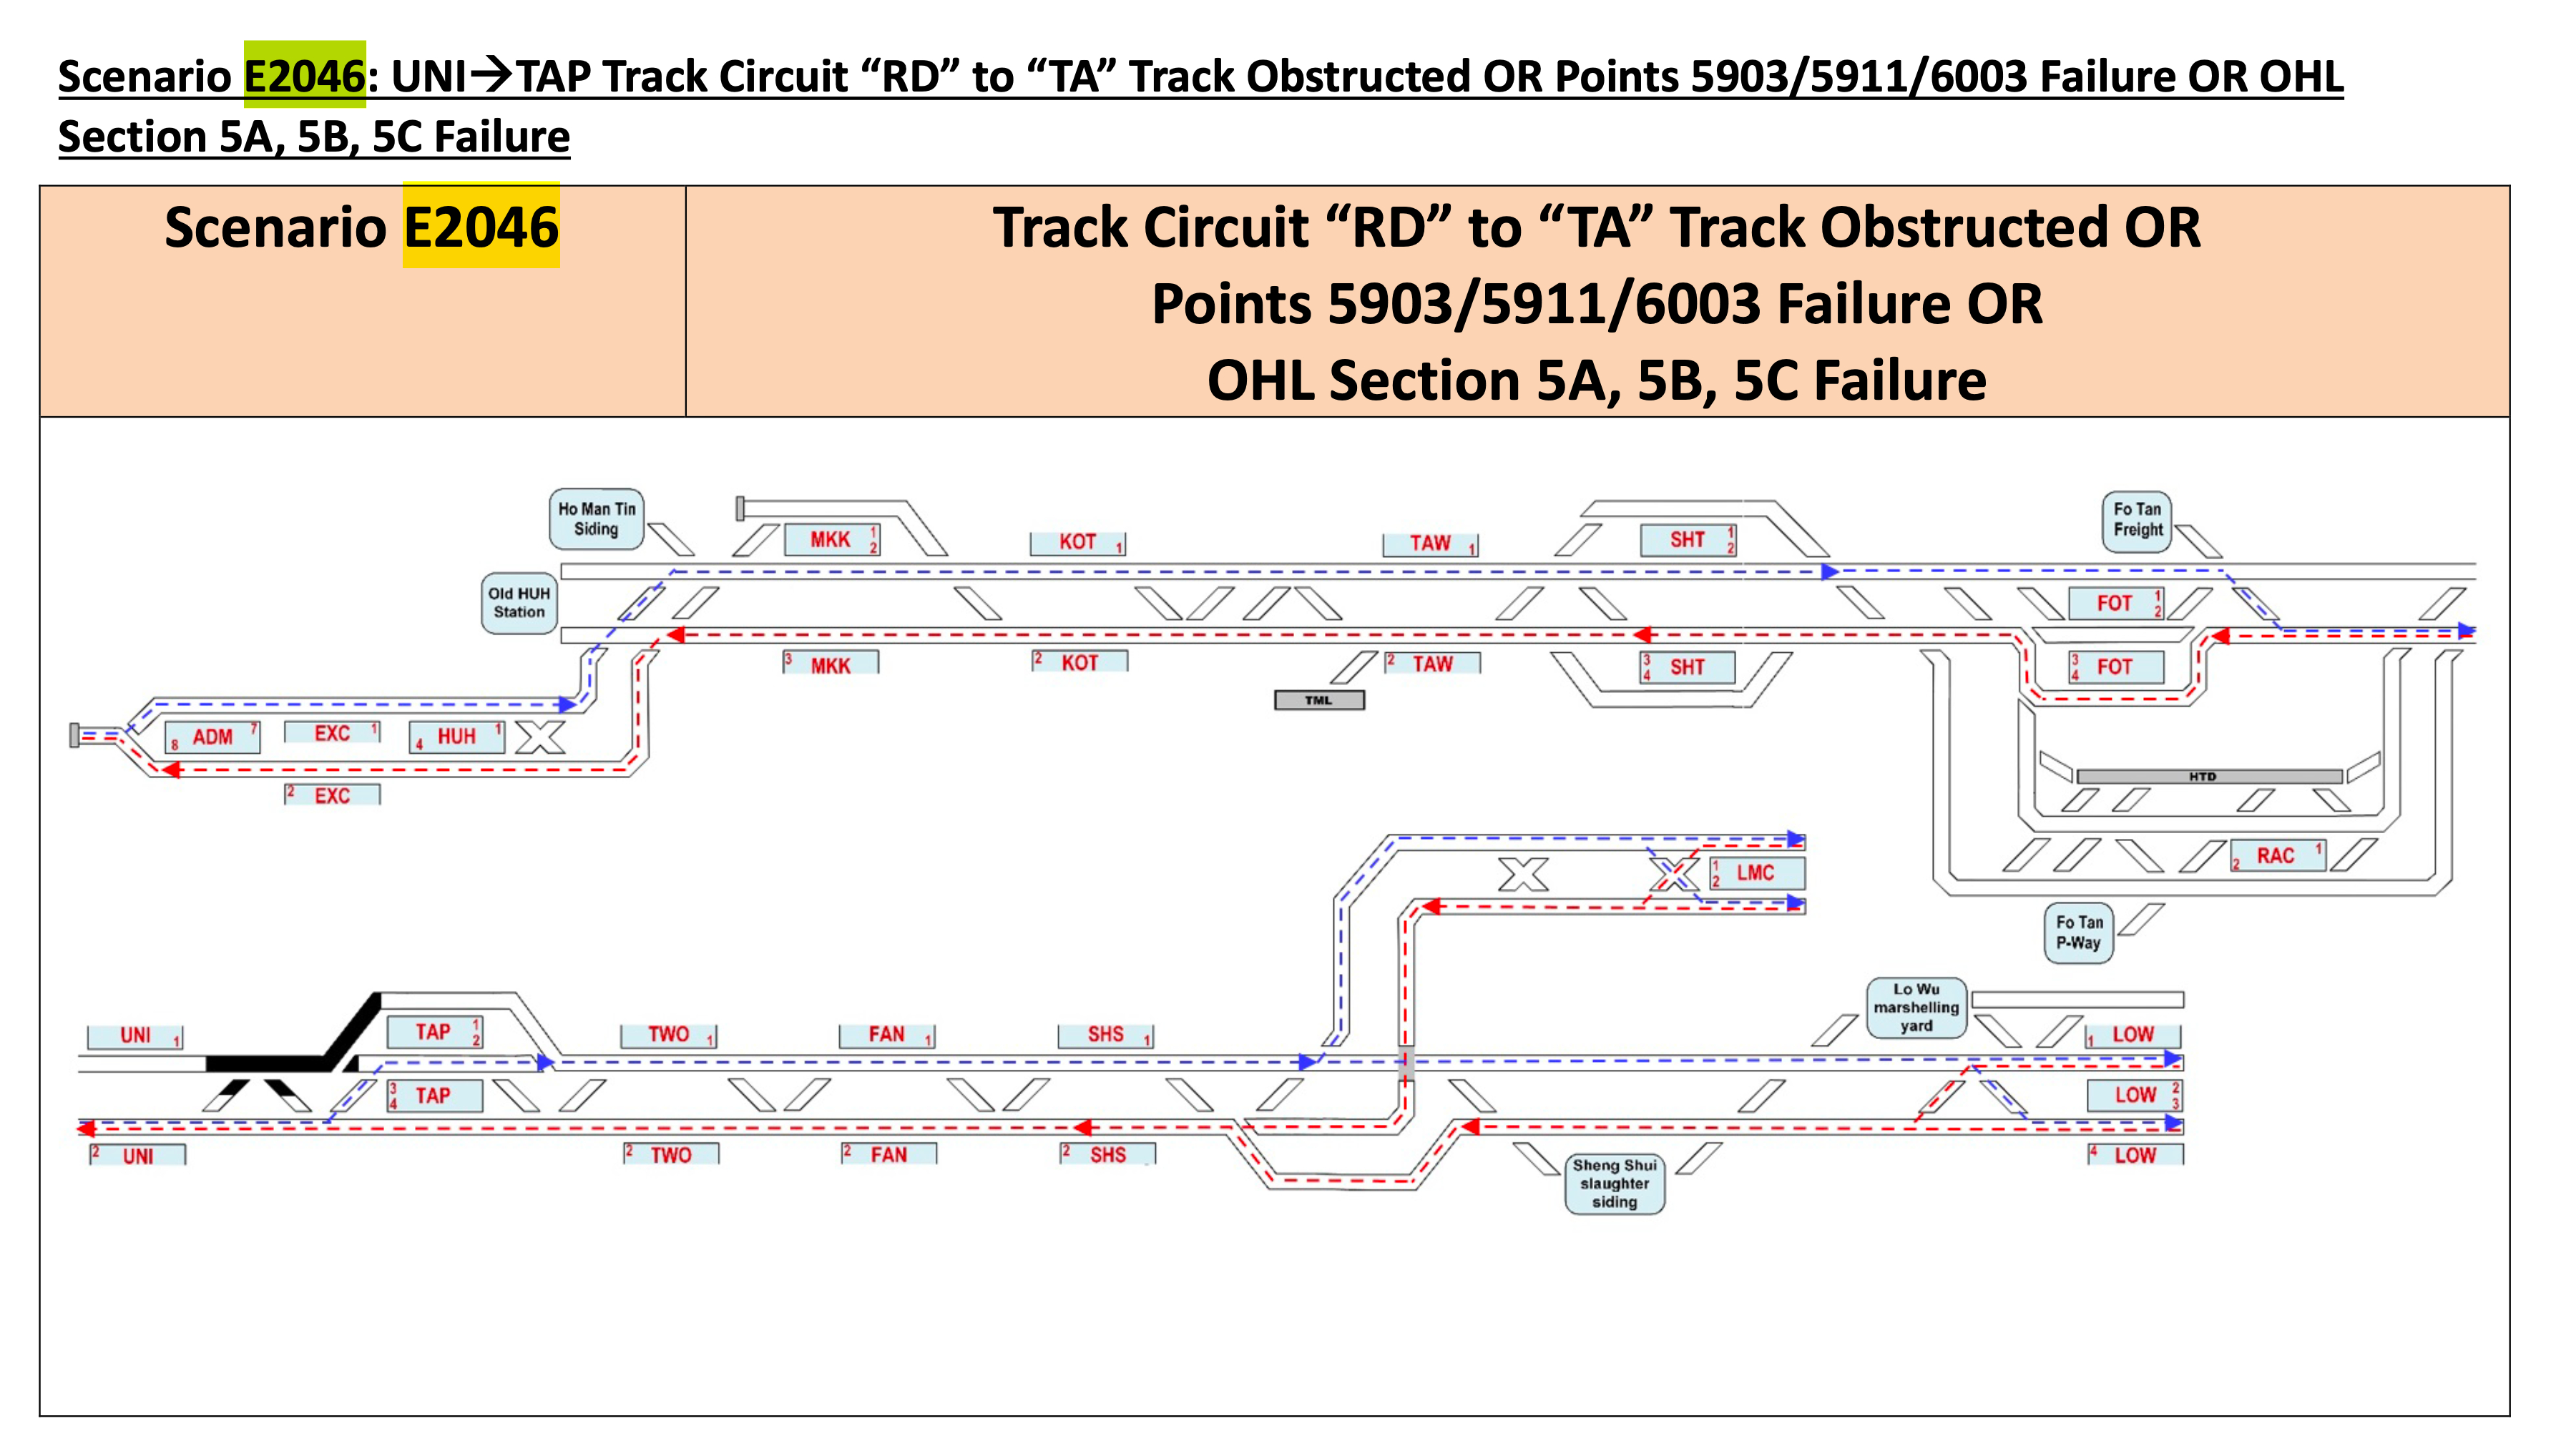 Scenario E2046: UNI→TAP Track Circuit “RD” to “TA” Track Obstructed OR Points 5903/5911/6003 Failure OR OHL
Section 5A, 5B, 5C Failure
Scenario E2046
Track Circuit “RD” to “TA” Track Obstructed OR
Points 5903/5911/6003 Failure OR
OHL Section 5A, 5B, 5C Failure
Ho Man Tin
Siding
MKK 1 2
KOT 1
TAW 1
SHT 1 2
Fo Tan
Freight
Old HUH
Station
FOT 1 2
3 MKK
2 KOT
2 TAW
3 4 SHT
3 4 FOT
TML
8 ADM 7
EXC 1
4 HUH 1
2 EXC
HTD
2 RAC 1
1 2 LMC
Fo Tan
P-Way
Lo Wu
marshelling
yard
UNI 1
TAP 1 2
TWO 1
FAN 1
SHS 1
1 LOW
3 4 TAP
LOW 2 3
2 UNI
2 TWO
2 FAN
2 SHS
4 LOW
Sheng Shui
slaughter
siding